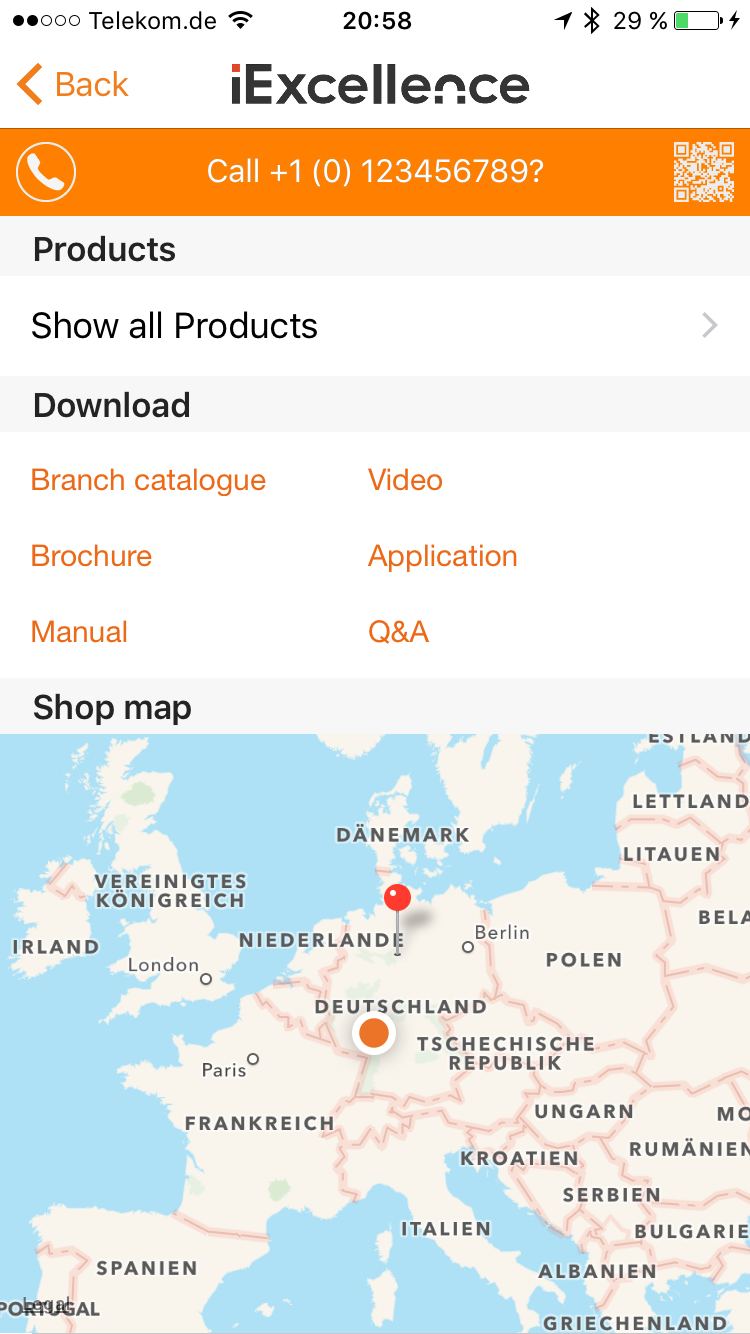 Telekom.de 20:58 29 %
Back iExcellence
Call +1 (0) 123456789?
Products
Show all Products
Download
Branch catalogue Video
Brochure Application
Manual Q&A
Shop map
ESTLAND
LETTLAND
DÄNEMARK
LITAUEN
VEREINIGTES
KÖNIGREICH
BELA
Berlin
NIEDERLANDE
IRLAND
POLEN
London
DEUTSCHLAND
TSCHECHISCHE
REPUBLIK
Paris
UNGARN
MO
FRANKREICH
RUMÄNIEN
KROATIEN
SERBIEN
ITALIEN
BULGARIE
SPANIEN
ALBANIEN
Legal
PORTUGAL
GRIECHENLAND